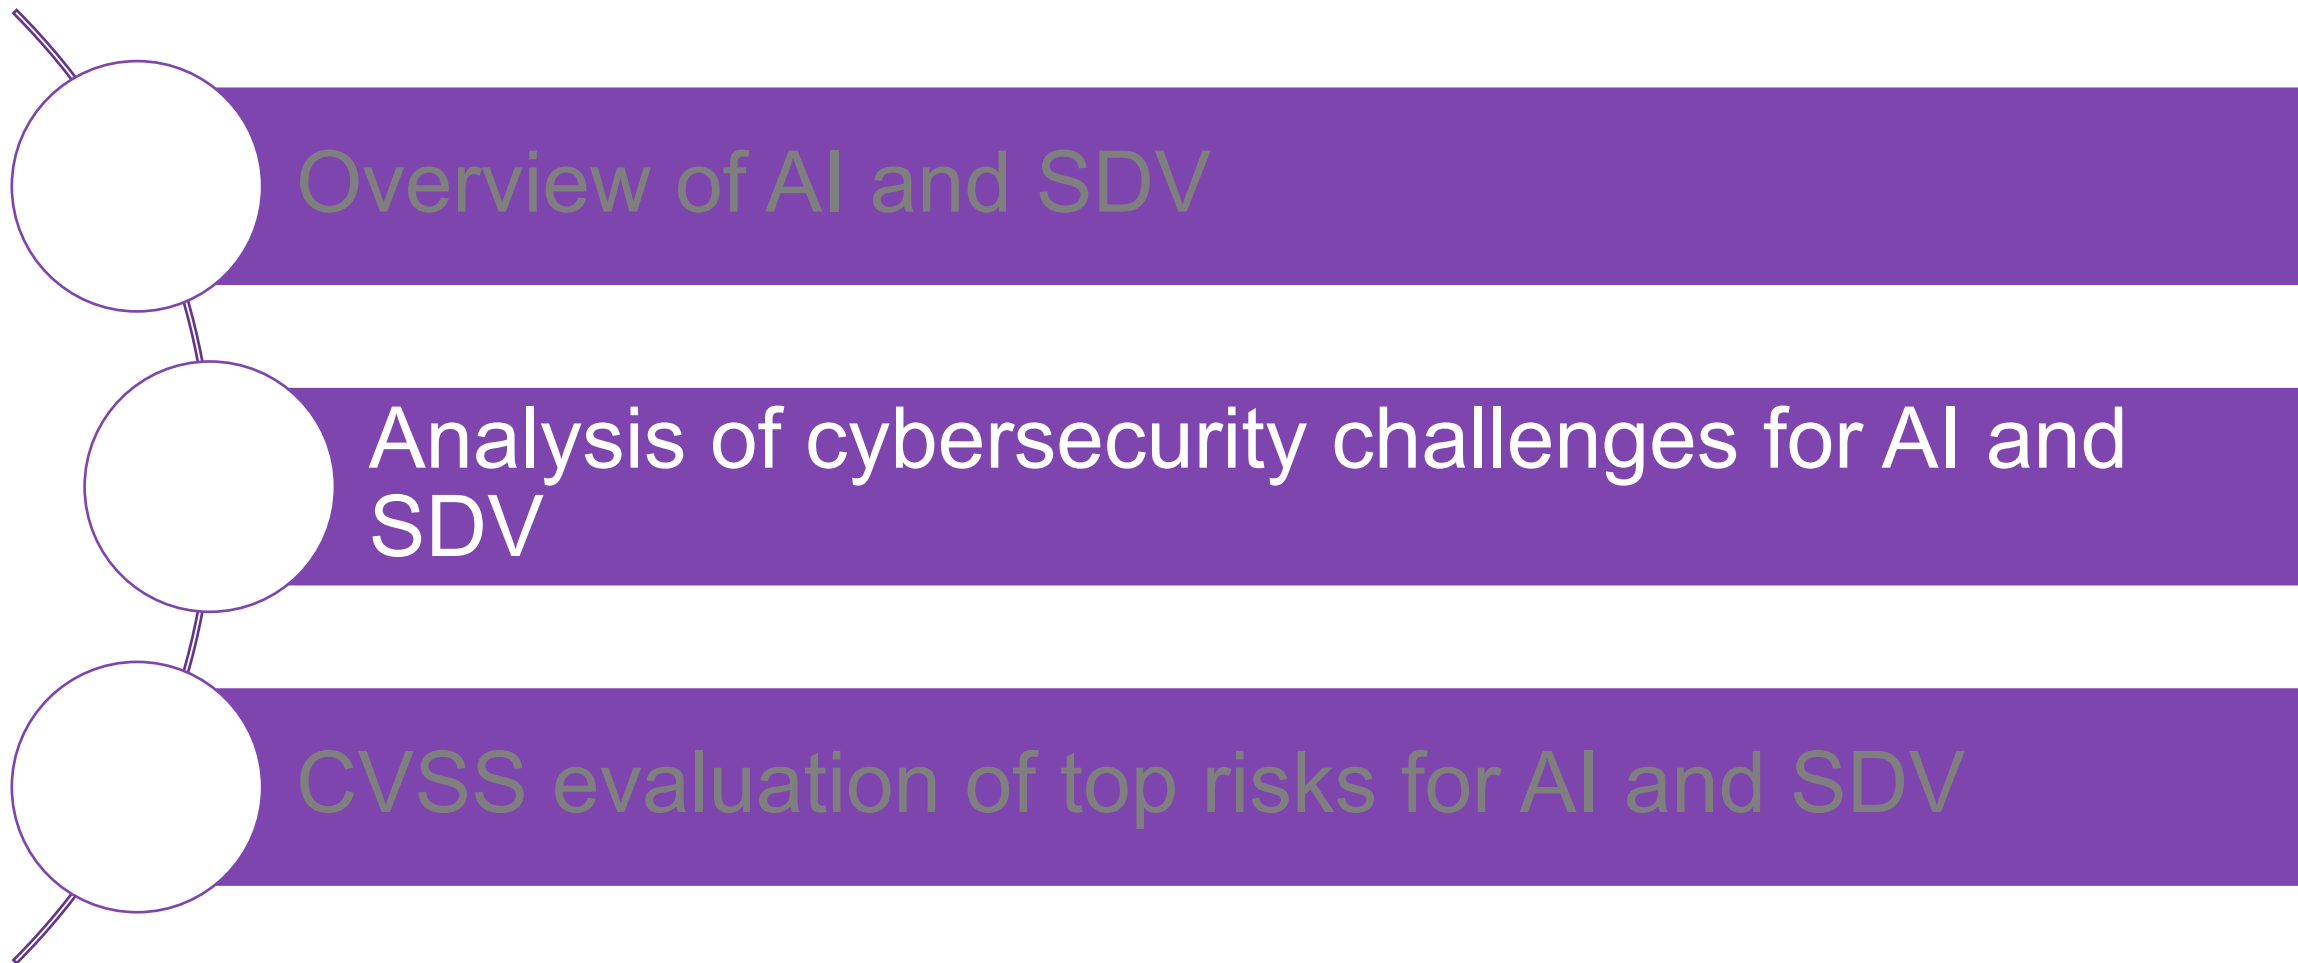 Overview of AI and SDV
Analysis of cybersecurity challenges for AI and
SDV
CVSS evaluation of top risks for AI and SDV